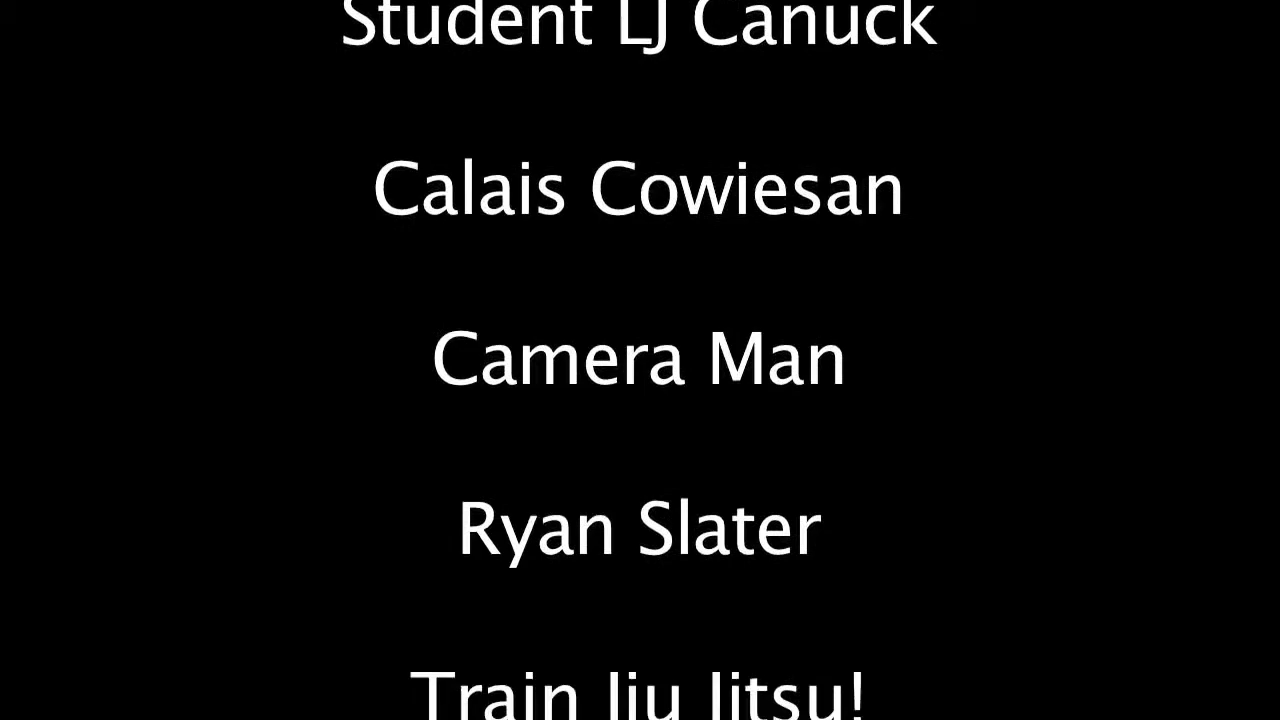 Student LJ Canuck
Calais Cowiesan
Camera Man
Ryan Slater
Train Jiu Jitsu!